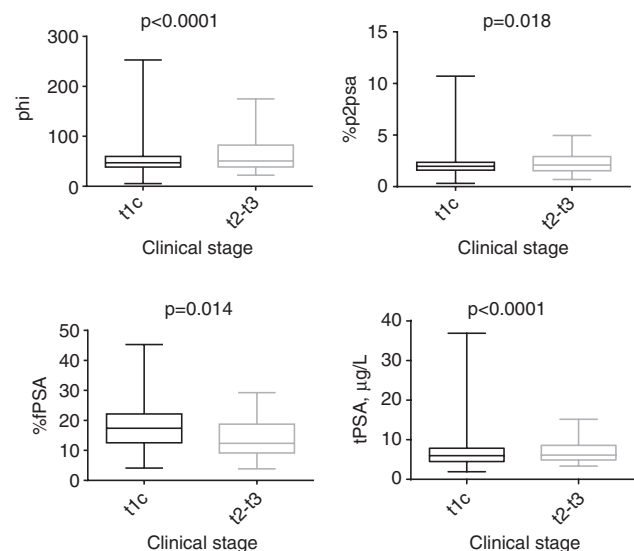 p<0.0001
300
200
100
0
phi
t1c
t2-t3
Clinical stage
p=0.018
15
10
5
0
%p2psa
t1c
t2-t3
Clinical stage
p=0.014
50
40
30
20
10
0
%fPSA
t1c
t2-t3
Clinical stage
p<0.0001
40
30
20
10
0
tPSA, μg/L
t1c
t2-t3
Clinical stage